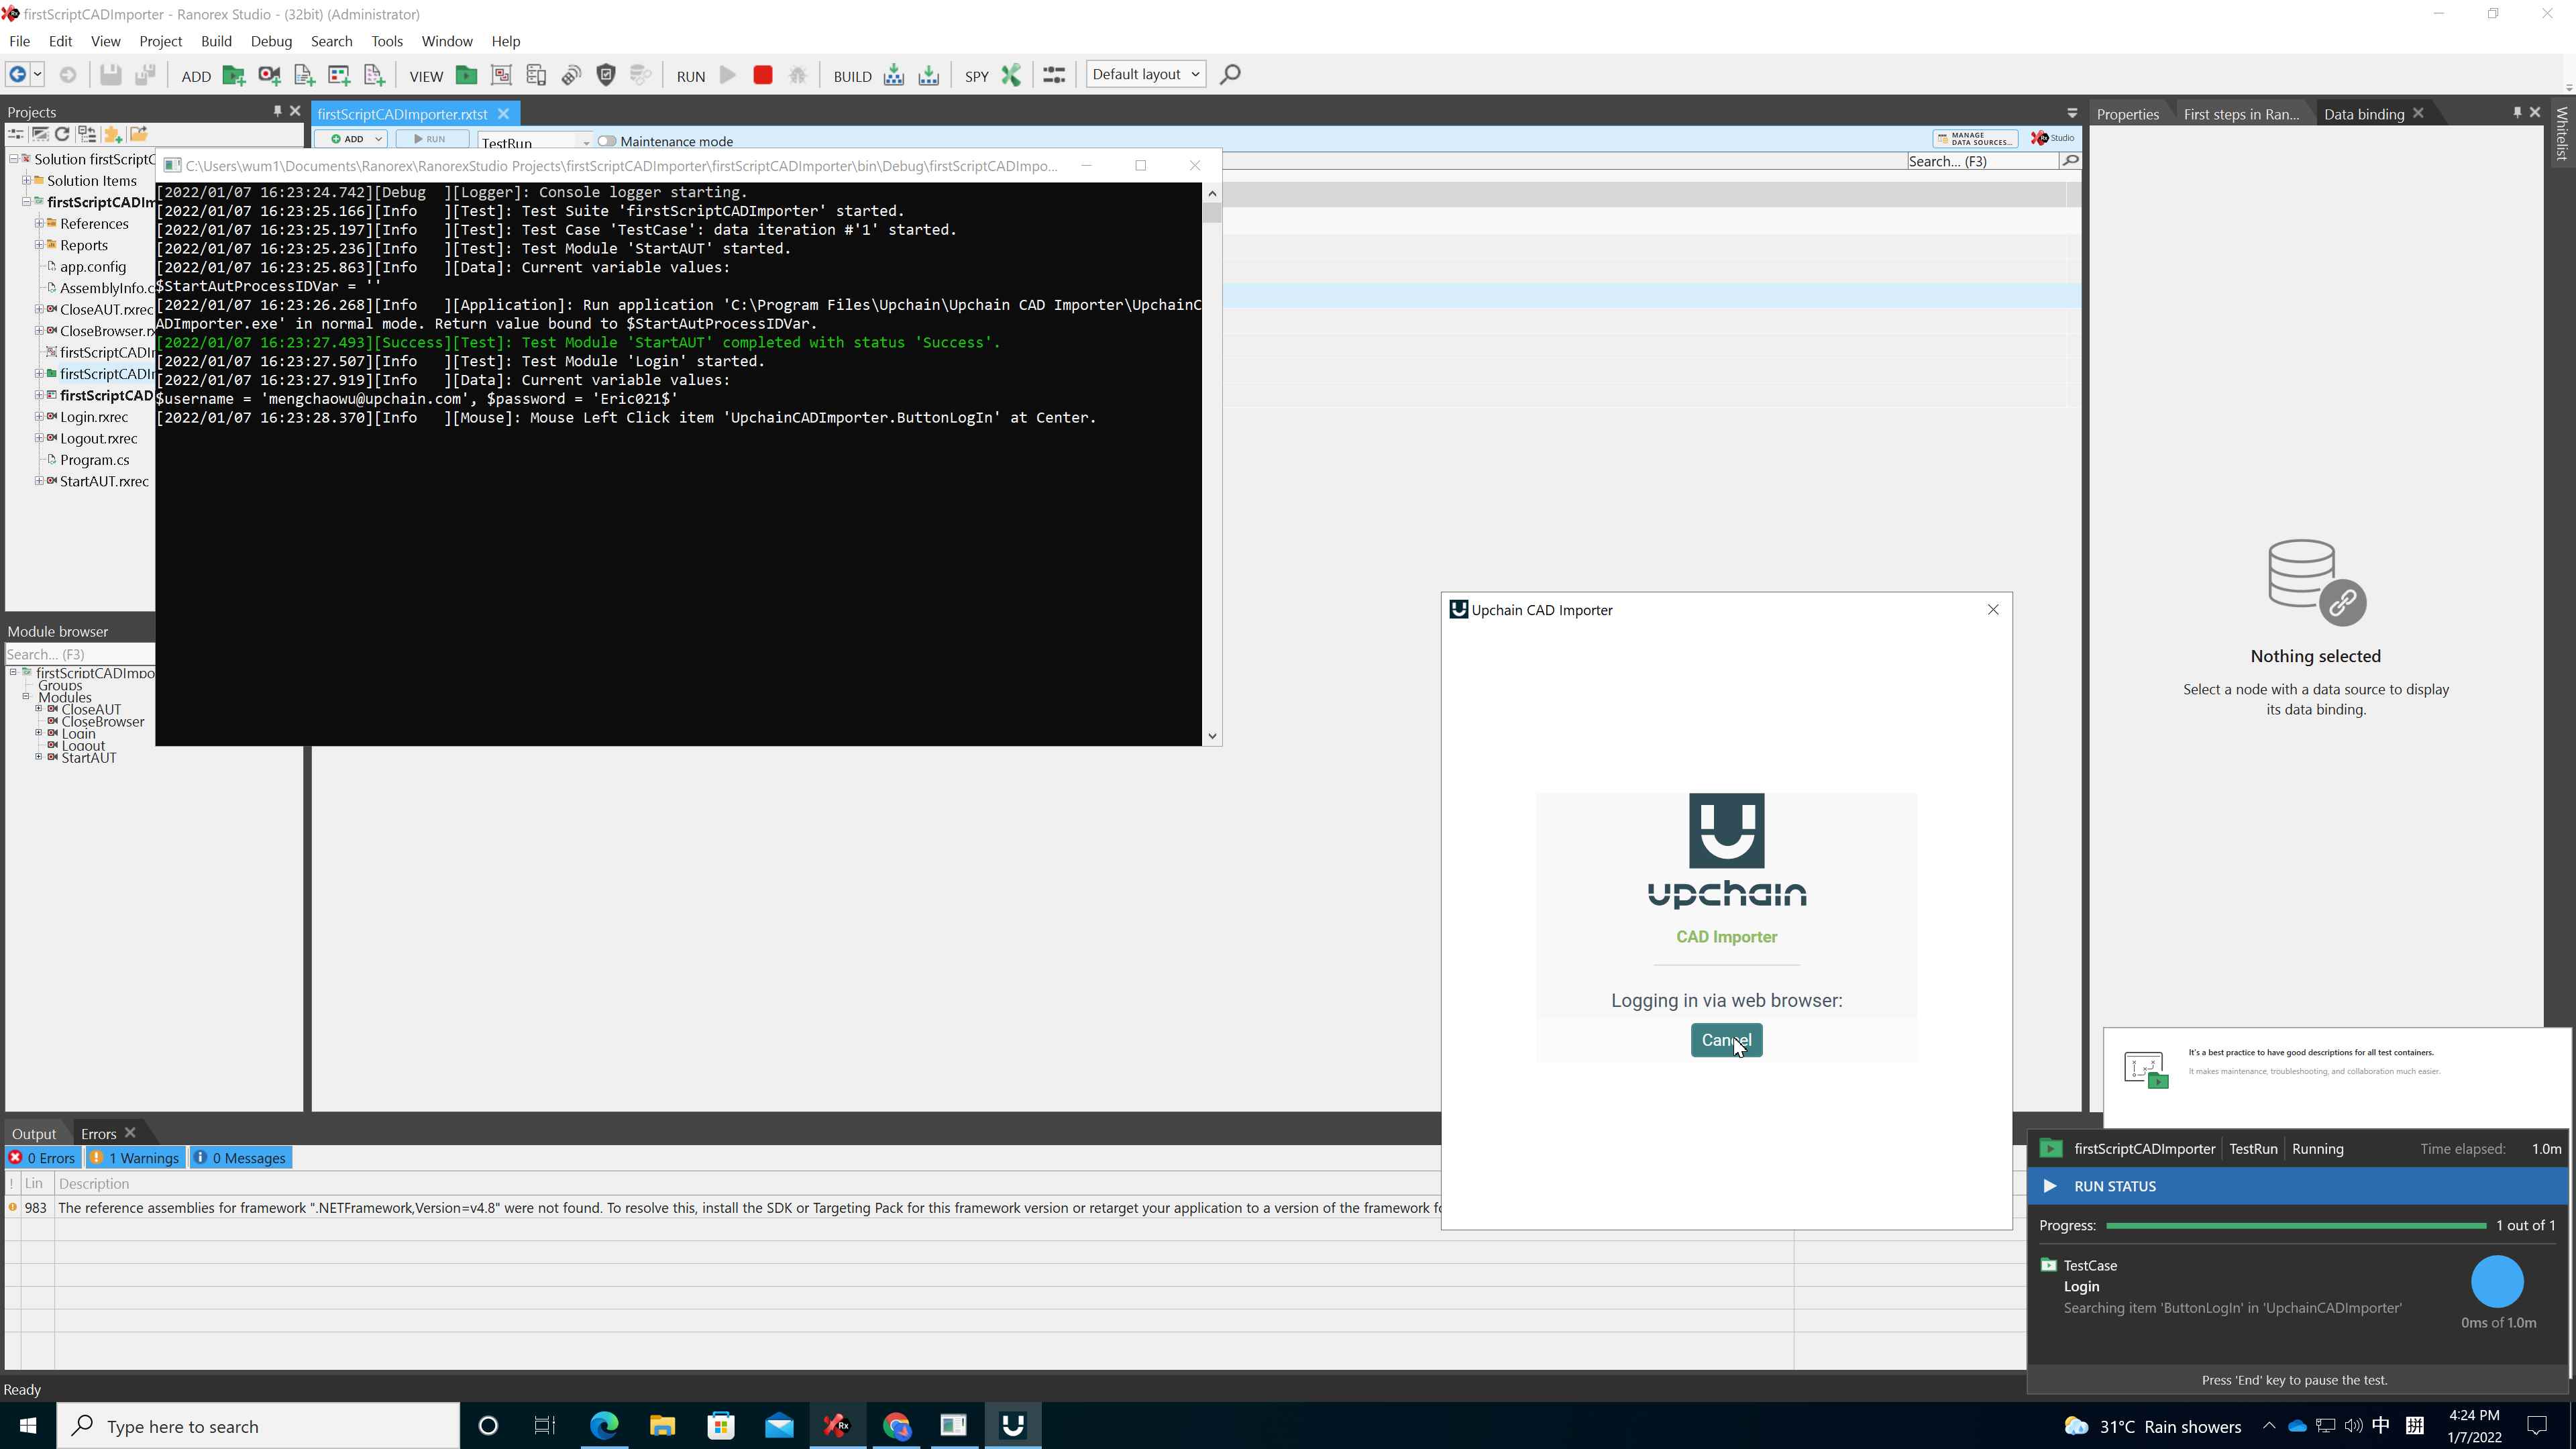 firstScriptCADImporter - Ranorex Studio - (32bit) (Administrator)
File Edit View Project Build Debug Search Tools Window Help
ADD VIEW RUN BUILD SPY Default layout
Projects
firstScriptCADImporter.rxtst
Properties
First steps in Ran...
Data binding
Whitelist
ADD
RUN
TestRun
Maintenance mode
MANAGE
DATA SOURCES...
Studio
Search... (F3)
Solution firstScriptC
Solution Items
firstScriptCADIm
References
Reports
app.config
AssemblyInfo.c
CloseAUT.rxrec
CloseBrowser.rx
firstScriptCADIr
firstScriptCADIr
firstScriptCAD
Login.rxrec
Logout.rxrec
Program.cs
StartAUT.rxrec
C:\Users\wum1\Documents\Ranorex\RanorexStudio Projects\firstScriptCADImporter\firstScriptCADImporter\bin\Debug\firstScriptCADImpo...
[2022/01/07 16:23:24.742][Debug ][Logger]: Console logger starting.
[2022/01/07 16:23:25.166][Info ][Test]: Test Suite 'firstScriptCADImporter' started.
[2022/01/07 16:23:25.197][Info ][Test]: Test Case 'TestCase': data iteration #'1' started.
[2022/01/07 16:23:25.236][Info ][Test]: Test Module 'StartAUT' started.
[2022/01/07 16:23:25.863][Info ][Data]: Current variable values:
$StartAutProcessIDVar = ''
[2022/01/07 16:23:26.268][Info ][Application]: Run application 'C:\Program Files\Upchain\Upchain CAD Importer\UpchainC
ADImporter.exe' in normal mode. Return value bound to $StartAutProcessIDVar.
[2022/01/07 16:23:27.493][Success][Test]: Test Module 'StartAUT' completed with status 'Success'.
[2022/01/07 16:23:27.507][Info ][Test]: Test Module 'Login' started.
[2022/01/07 16:23:27.919][Info ][Data]: Current variable values:
$username = 'mengchaowu@upchain.com', $password = 'Eric021$'
[2022/01/07 16:23:28.370][Info ][Mouse]: Mouse Left Click item 'UpchainCADImporter.ButtonLogIn' at Center.
Module browser
Search... (F3)
firstScriptCADImpo
Groups
Modules
CloseAUT
CloseBrowser
Login
Logout
StartAUT
Upchain CAD Importer
upchain
CAD Importer
Logging in via web browser:
Cancel
Nothing selected
Select a node with a data source to display
its data binding.
It's a best practice to have good descriptions for all test containers.
It makes maintenance, troubleshooting, and collaboration much easier.
Output
Errors
0 Errors
1 Warnings
0 Messages
! Lin Description
983 The reference assemblies for framework ".NETFramework,Version=v4.8" were not found. To resolve this, install the SDK or Targeting Pack for this framework version or retarget your application to a version of the framework fo
firstScriptCADImporter TestRun Running Time elapsed: 1.0m
RUN STATUS
Progress: 1 out of 1
TestCase
Login
Searching item 'ButtonLogIn' in 'UpchainCADImporter'
0ms of 1.0m
Press 'End' key to pause the test.
Ready
Type here to search
Rx
31°C Rain showers
中
拼
4:24 PM
1/7/2022